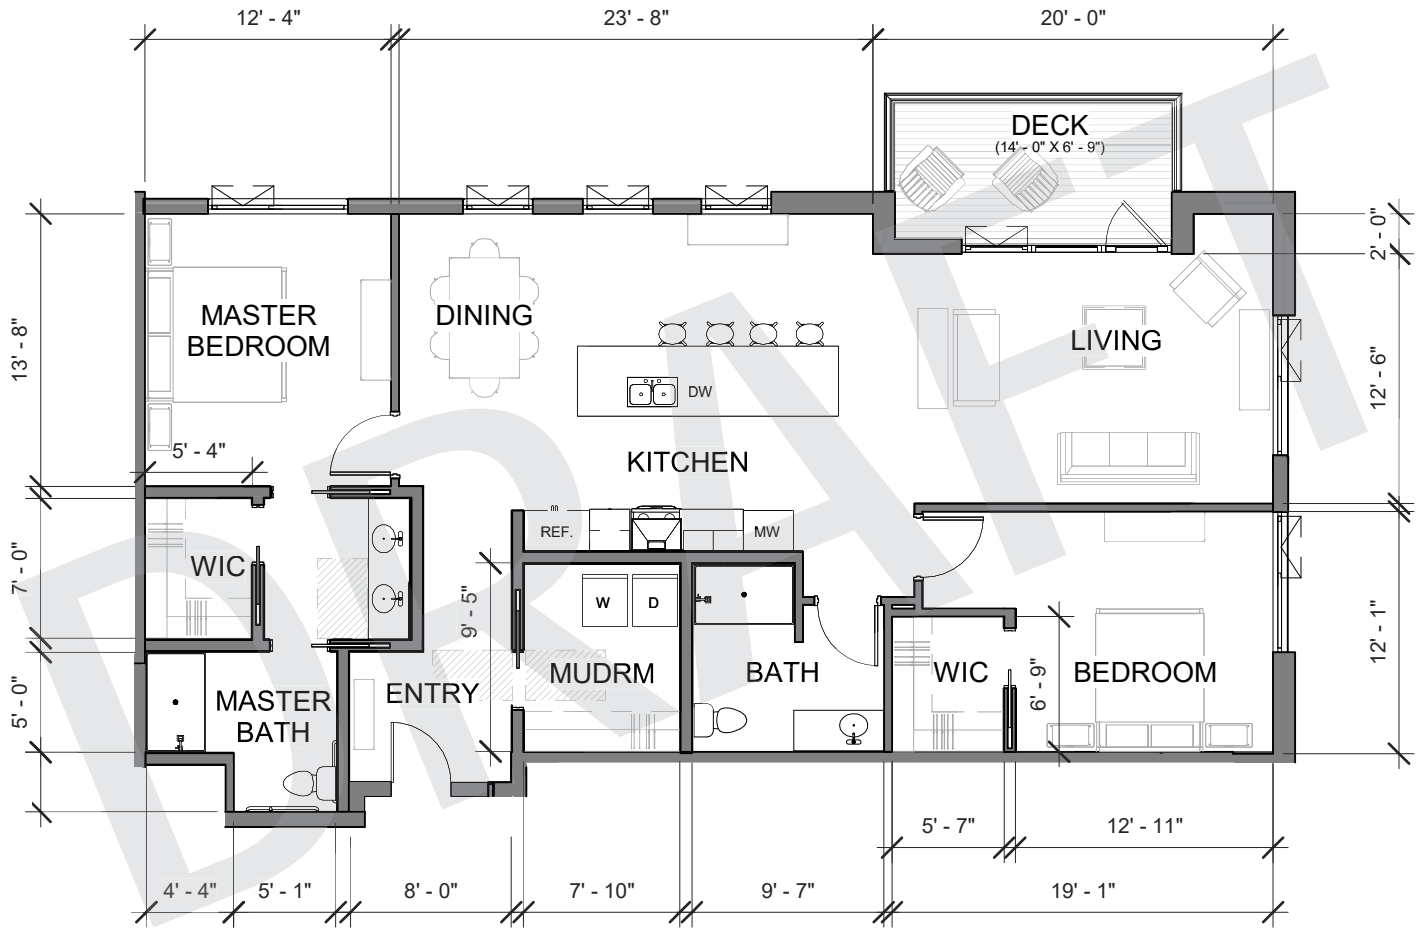 12' - 4"
23' - 8"
20' - 0"
DECK
(14' - 0" X 6' - 9")
2' - 0"
MASTER
BEDROOM
DINING
LIVING
13' - 8"
12' - 6"
DW
5' - 4"
KITCHEN
REF.
MW
WIC
7' - 0"
9' - 5"
W
D
12' - 1"
MUDRM
BATH
WIC
6' - 9"
BEDROOM
5' - 0"
MASTER
BATH
ENTRY
5' - 7"
12' - 11"
4' - 4"
5' - 1"
8' - 0"
7' - 10"
9' - 7"
19' - 1"
DRAFT